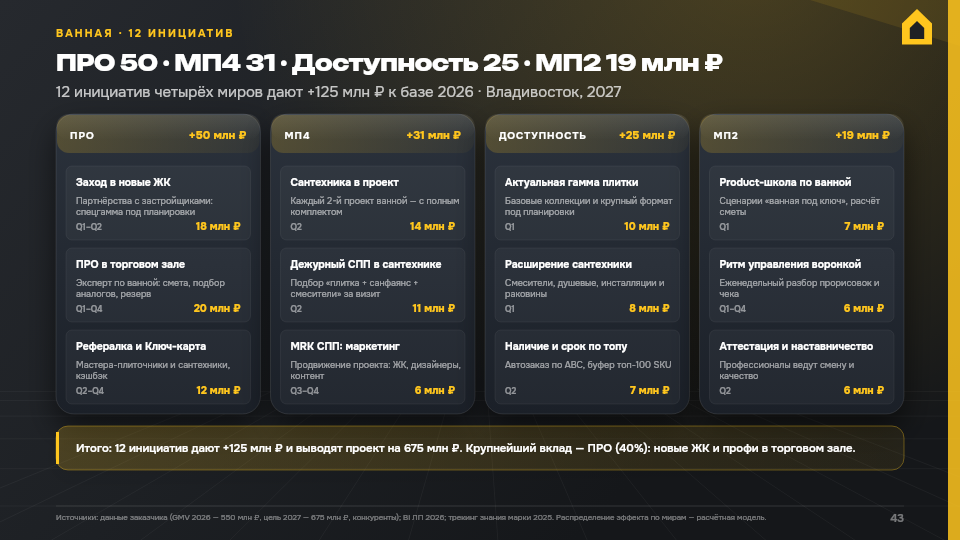 ВАННАЯ · 12 ИНИЦИАТИВ
ПРО 50 · МП4 31 · Доступность 25 · МП2 19 млн ₽
12 инициатив четырёх миров дают +125 млн ₽ к базе 2026 · Владивосток, 2027
ПРО +50 млн ₽
Заход в новые ЖК
Партнёрства с застройщиками:
спецгамма под планировки
Q1–Q2 18 млн ₽
ПРО в торговом зале
Эксперт по ванной: смета, подбор
аналогов, резерв
Q1–Q4 20 млн ₽
Рефералка и Ключ-карта
Мастера-плиточники и сантехники,
кэшбэк
Q2–Q4 12 млн ₽
МП4 +31 млн ₽
Сантехника в проект
Каждый 2-й проект ванной — с полным
комплектом
Q2 14 млн ₽
Дежурный СПП в сантехнике
Подбор «плитка + санфаянс +
смесители» за визит
Q2 11 млн ₽
MRK СПП: маркетинг
Продвижение проекта: ЖК, дизайнеры,
контент
Q3–Q4 6 млн ₽
ДОСТУПНОСТЬ +25 млн ₽
Актуальная гамма плитки
Базовые коллекции и крупный формат
под планировки
Q1 10 млн ₽
Расширение сантехники
Смесители, душевые, инсталляции и
раковины
Q1 8 млн ₽
Наличие и срок по топу
Автозаказ по ABC, буфер топ-100 SKU
Q2 7 млн ₽
МП2 +19 млн ₽
Product-школа по ванной
Сценарии «ванная под ключ», расчёт
сметы
Q1 7 млн ₽
Ритм управления воронкой
Еженедельный разбор прорисовок и
чека
Q1–Q4 6 млн ₽
Аттестация и наставничество
Профессионалы ведут смену и
качество
Q2 6 млн ₽
Итого: 12 инициатив дают +125 млн ₽ и выводят проект на 675 млн ₽. Крупнейший вклад — ПРО (40%): новые ЖК и профи в торговом зале.
Источники: данные заказчика (GMV 2026 — 550 млн ₽, цель 2027 — 675 млн ₽, конкуренты); BI ЛП 2026; трекинг знания марки 2025. Распределение эффекта по мирам — расчётная модель.
43